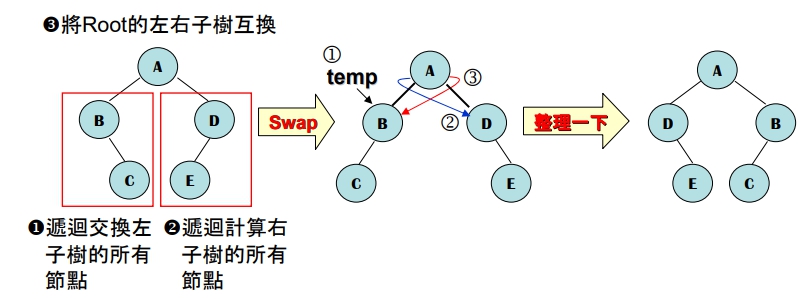 ❸將Root的左右子樹互換
A
B
D
C
E
❶遞迴交換左
子樹的所有
節點
❷遞迴計算右
子樹的所有
節點
Swap
①
temp
A
③
B
②
D
C
E
整理一下
A
D
B
E
C